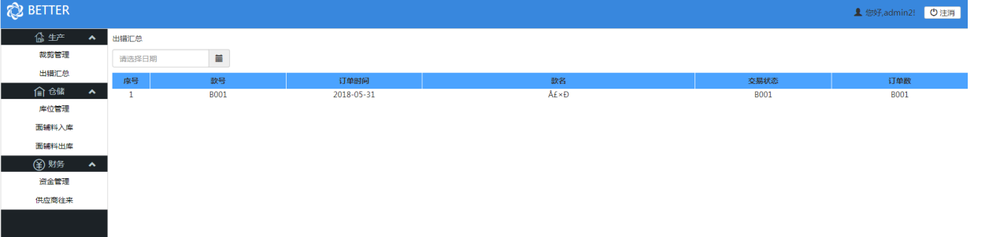 BETTER
您好,admin2! 注消
生产
裁剪管理
出错汇总
仓储
库位管理
面辅料入库
面辅料出库
财务
资金管理
供应商往来
出错汇总
请选择日期
序号 款号 订单时间 款名 交易状态 订单数
1 B001 2018-05-31 Å£×Ð B001 B001